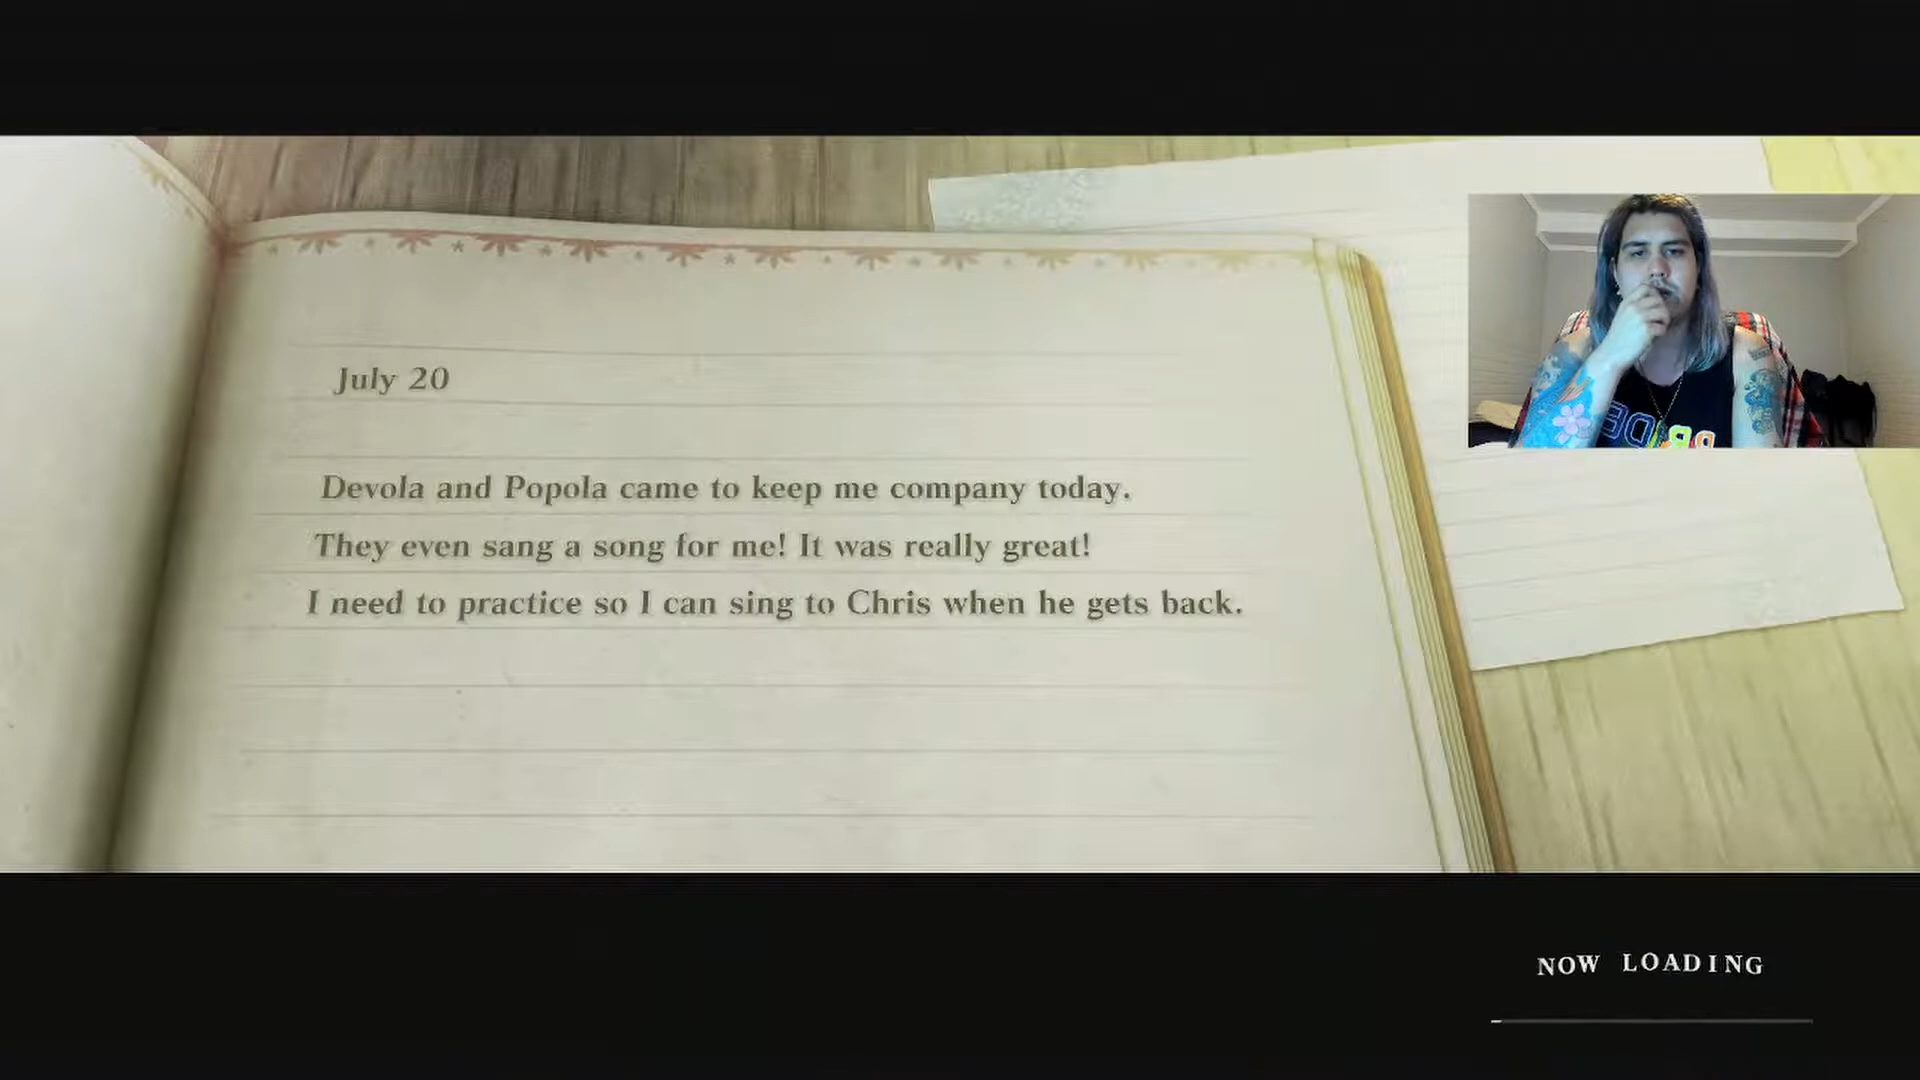 July 20
Devola and Popola came to keep me company today.
They even sang a song for me! It was really great!
I need to practice so I can sing to Chris when he gets back.
NOW LOADING